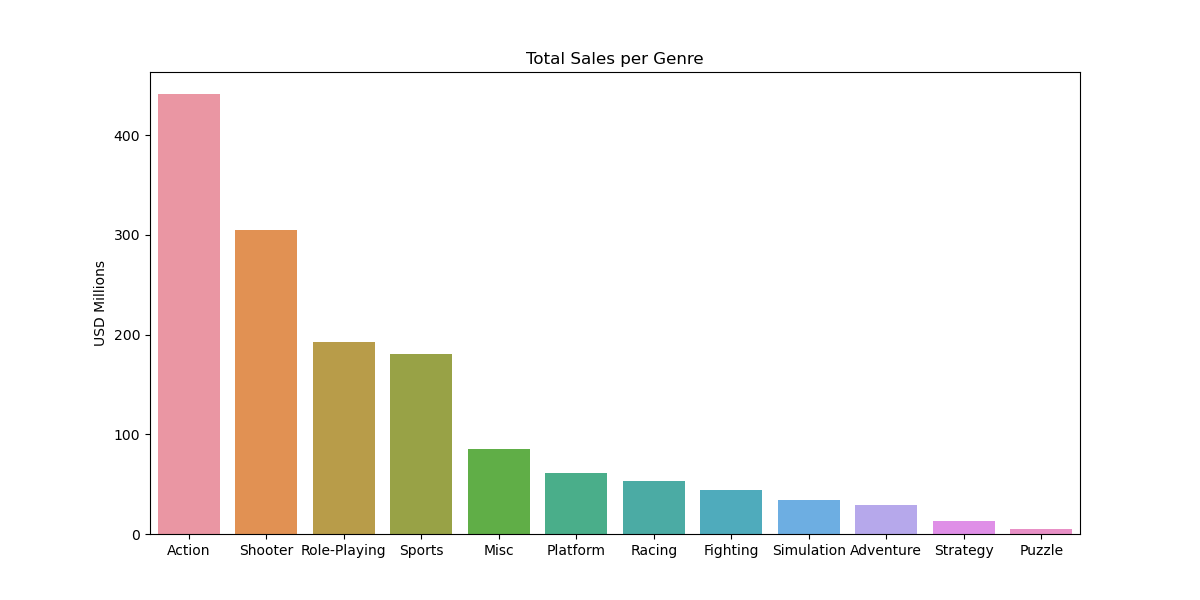 Total Sales per Genre
USD Millions
400
300
200
100
0
Action Shooter Role-Playing Sports Misc Platform Racing Fighting Simulation Adventure Strategy Puzzle